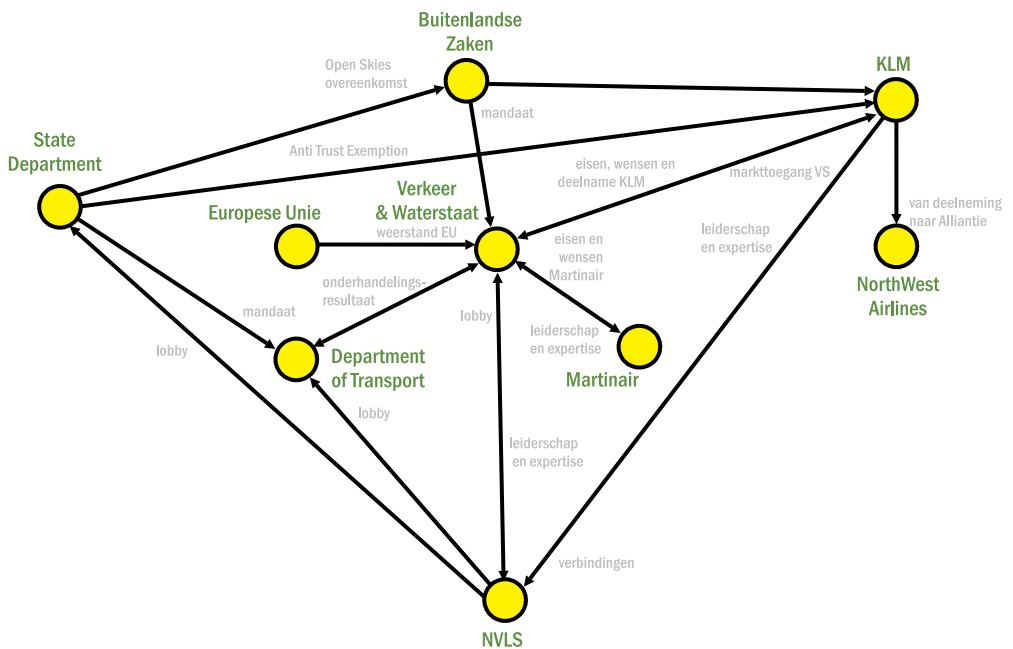 Buitenlandse
Zaken
Open Skies
overeenkomst
KLM
mandaat
State
Department
Anti Trust Exemption
eisen, wensen en
deelname KLM
markttoegang VS
Verkeer
& Waterstaat
Europese Unie
weerstand EU
van deelneming
naar Alliantie
leiderschap
en expertise
eisen en
wensen
Martinair
onderhandelings-
resultaat
NorthWest
Airlines
mandaat
lobby
leiderschap
en expertise
lobby
Department
of Transport
Martinair
lobby
leiderschap
en expertise
verbindingen
NVLS